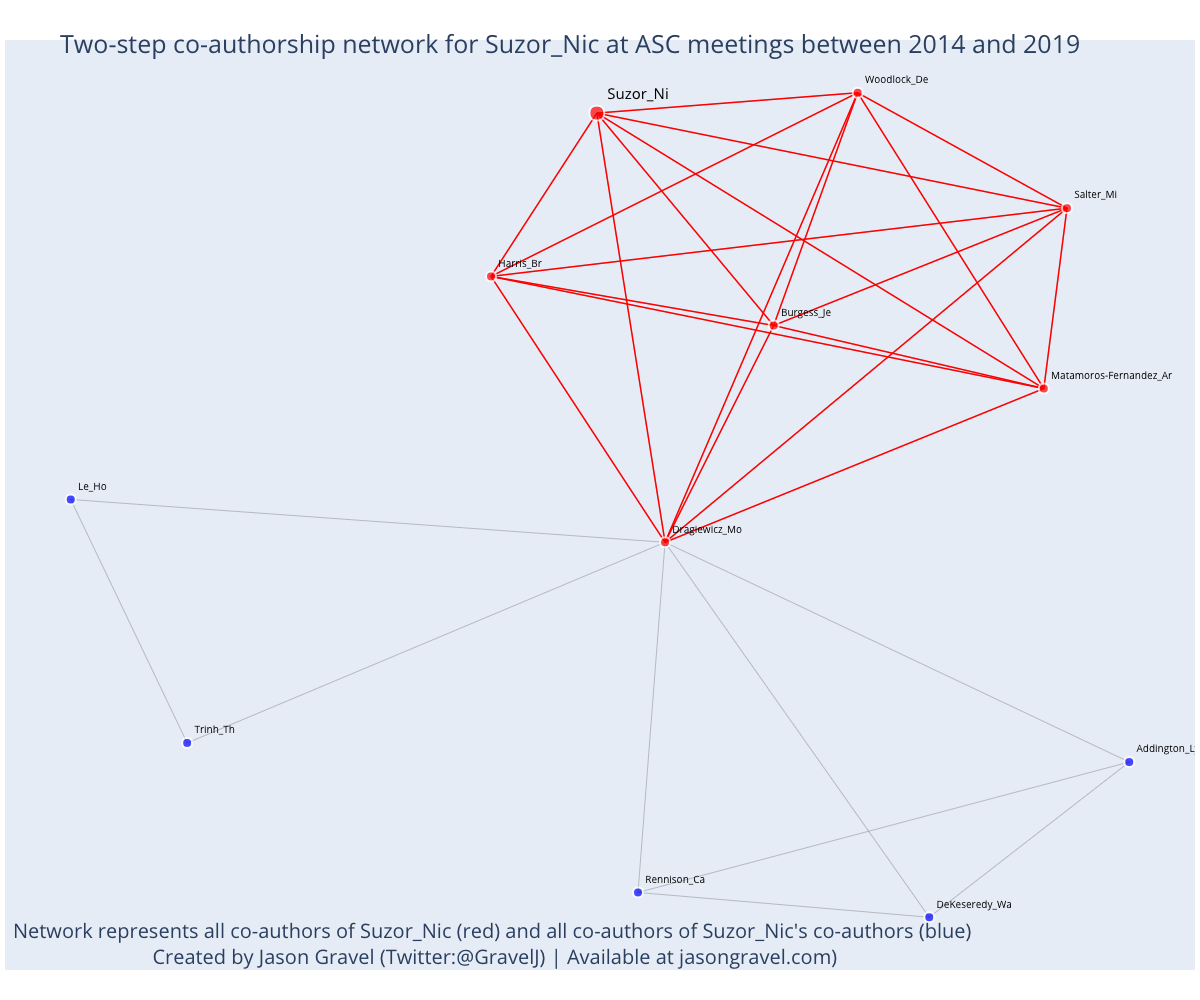 Two-step co-authorship network for Suzor_Nic at ASC meetings between 2014 and 2019
Woodlock_De
Suzor_Ni
Salter_Mi
Harris_Br
Burgess_Je
Matamoros-Fernandez_Ar
Le_Ho
Dragiewicz_Mo
Trinh_Th
Addington_L
Rennison_Ca
DeKeseredy_Wa
Network represents all co-authors of Suzor_Nic (red) and all co-authors of Suzor_Nic's co-authors (blue)
Created by Jason Gravel (Twitter:@GravelJ) | Available at jasongravel.com)